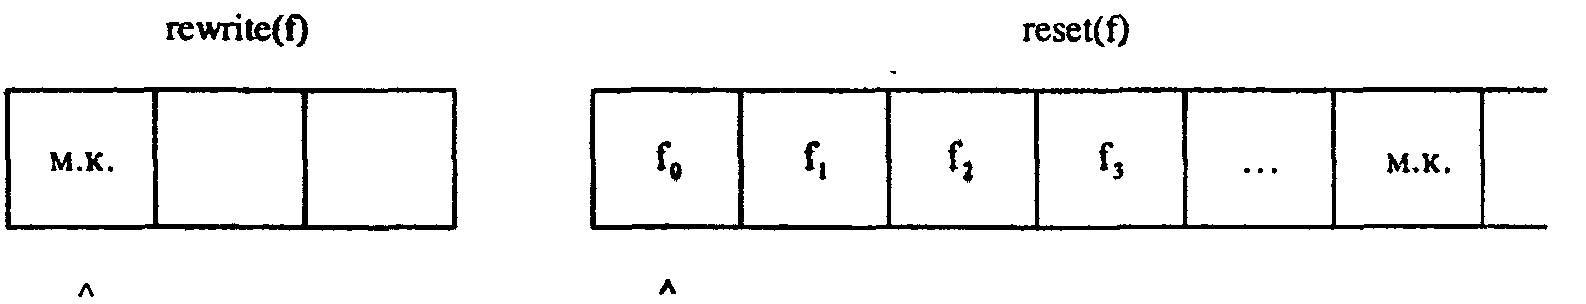 rewrite(f)
reset(f)
м.к.
f₀ f₁ f₂ f₃ ... м.к.
^
^